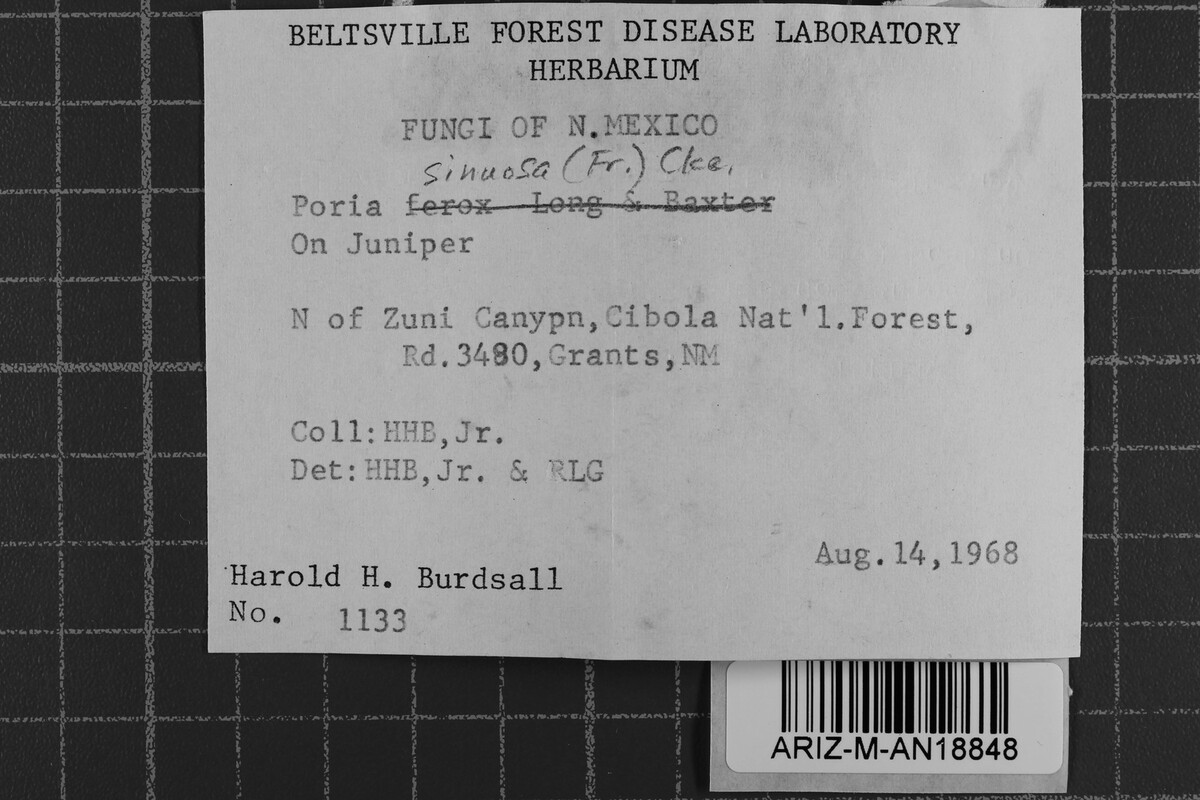 BELTSVILLE FOREST DISEASE LABORATORY
HERBARIUM
FUNGI OF N.MEXICO
sinuosa (Fr.) Cke.
Poria ferox Long & Baxter
On Juniper
N of Zuni Canypn,Cibola Nat'l.Forest,
Rd.3480,Grants,NM
Coll:HHB,Jr.
Det:HHB,Jr. & RLG
Aug.14,1968
Harold H. Burdsall
No. 1133
ARIZ-M-AN18848